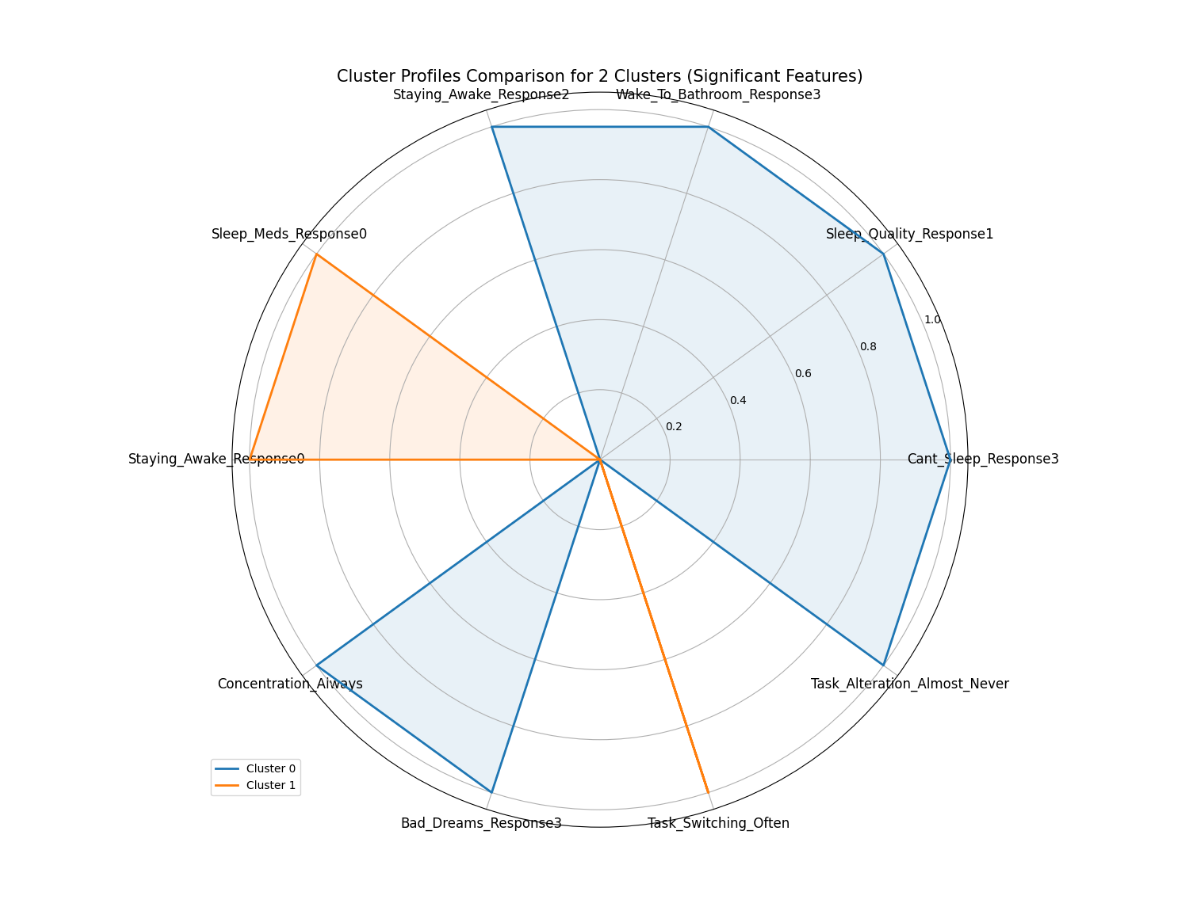 Cluster Profiles Comparison for 2 Clusters (Significant Features)
Staying_Awake_Response2
Wake_To_Bathroom_Response3
Sleep_Meds_Response0
Sleep_Quality_Response1
1.0
0.8
0.6
0.4
0.2
Staying_Awake_Response0
Cant_Sleep_Response3
Concentration_Always
Task_Alteration_Almost_Never
Cluster 0
Cluster 1
Bad_Dreams_Response3
Task_Switching_Often